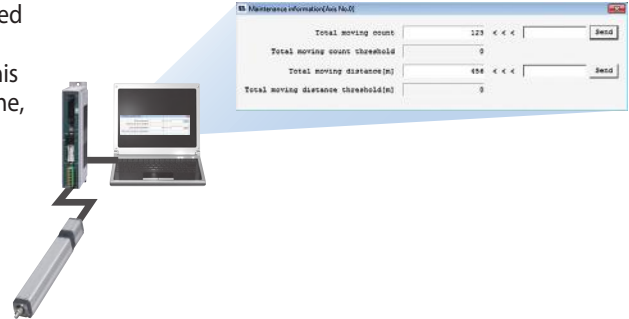 ed
his
ne,
Maintenance information[Axis No.0]
Total moving count 123 < < < Send
Total moving count threshold 0
Total moving distance[m] 456 < < < Send
Total moving distance threshold[m] 0